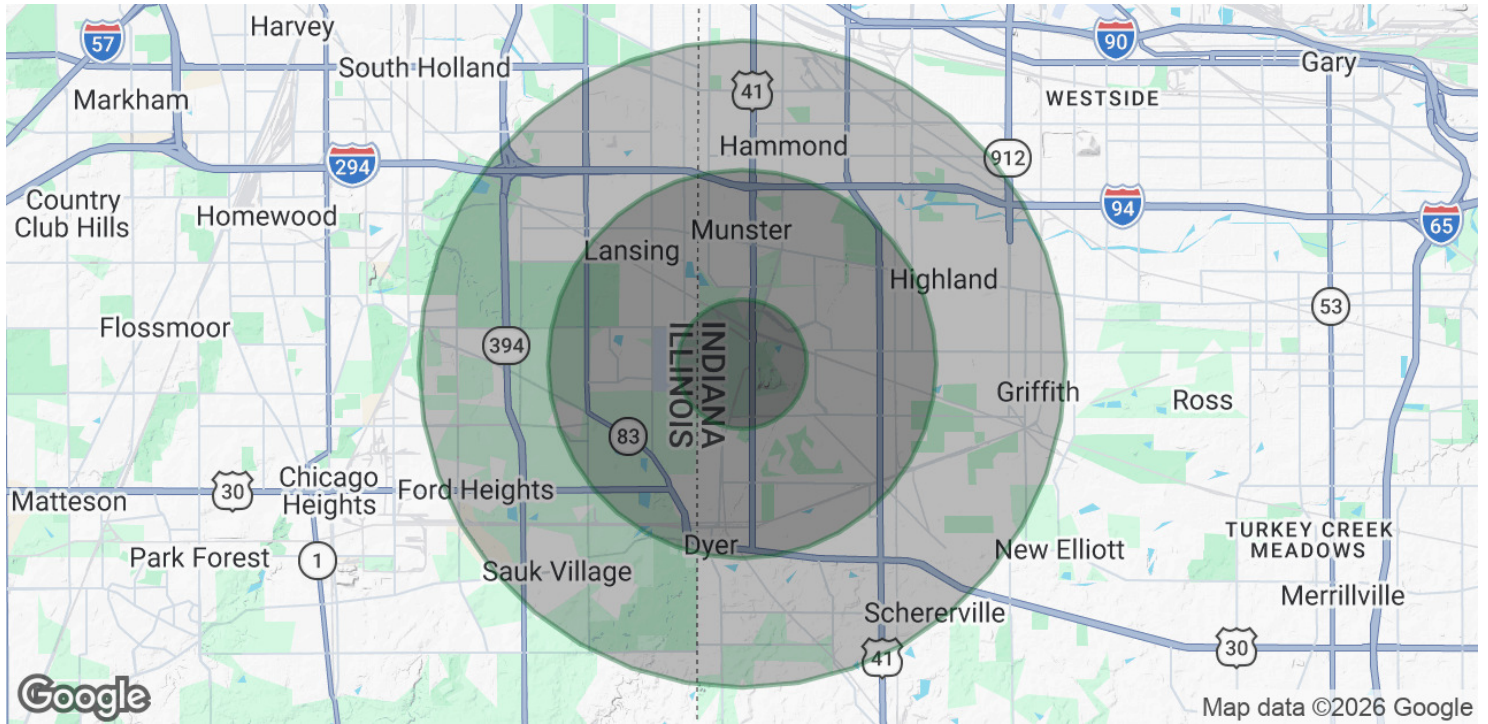 Harvey
57
South Holland
41
90
Gary
Markham
WESTSIDE
Hammond
912
294
Country
Club Hills
Homewood
94
65
Munster
Lansing
Highland
Flossmoor
53
394
INDIANA
ILLINOIS
Griffith
Ross
83
Matteson
30
Chicago
Heights
Ford Heights
TURKEY CREEK
MEADOWS
Park Forest
1
Dyer
New Elliott
Sauk Village
Merrillville
Schererville
41
30
Google
Map data ©2026 Google